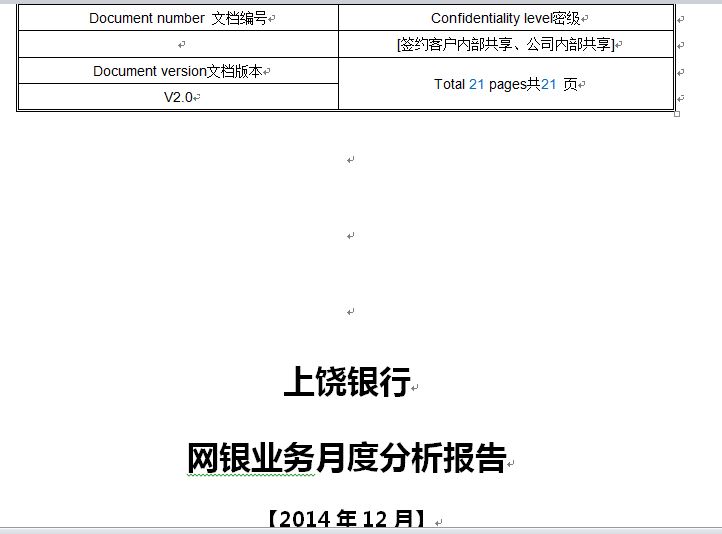 Document number 文档编号
Confidentiality level密级
[签约客户内部共享、公司内部共享]
Document version文档版本
Total 21 pages共21 页
V2.0
上饶银行
网银业务月度分析报告
【2014 年 12 月】